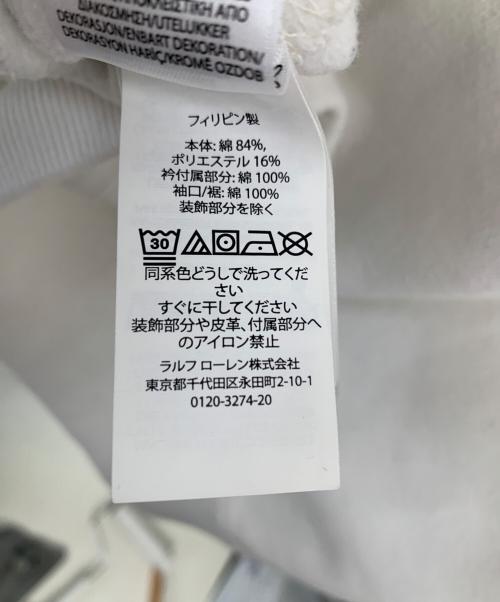 ΑΠΟΚΛΕΙΣΤΙΚΗ ΑΠΟ
ΔΙΑΚΟΣΜΗΣΗ/UTELUKKER
DEKORASJON/ENBART DEKORATION/
DEKORASYON HARİÇ/KROMĚ OZDOB
フィリピン製
本体: 綿 84%,
ポリエステル 16%
衿付属部分: 綿 100%
袖口/裾: 綿 100%
装飾部分を除く
30
同系色どうしで洗ってくだ
さい
すぐに干してください
装飾部分や皮革、付属部分へ
のアイロン禁止
ラルフ ローレン株式会社
東京都千代田区永田町2-10-1
0120-3274-20